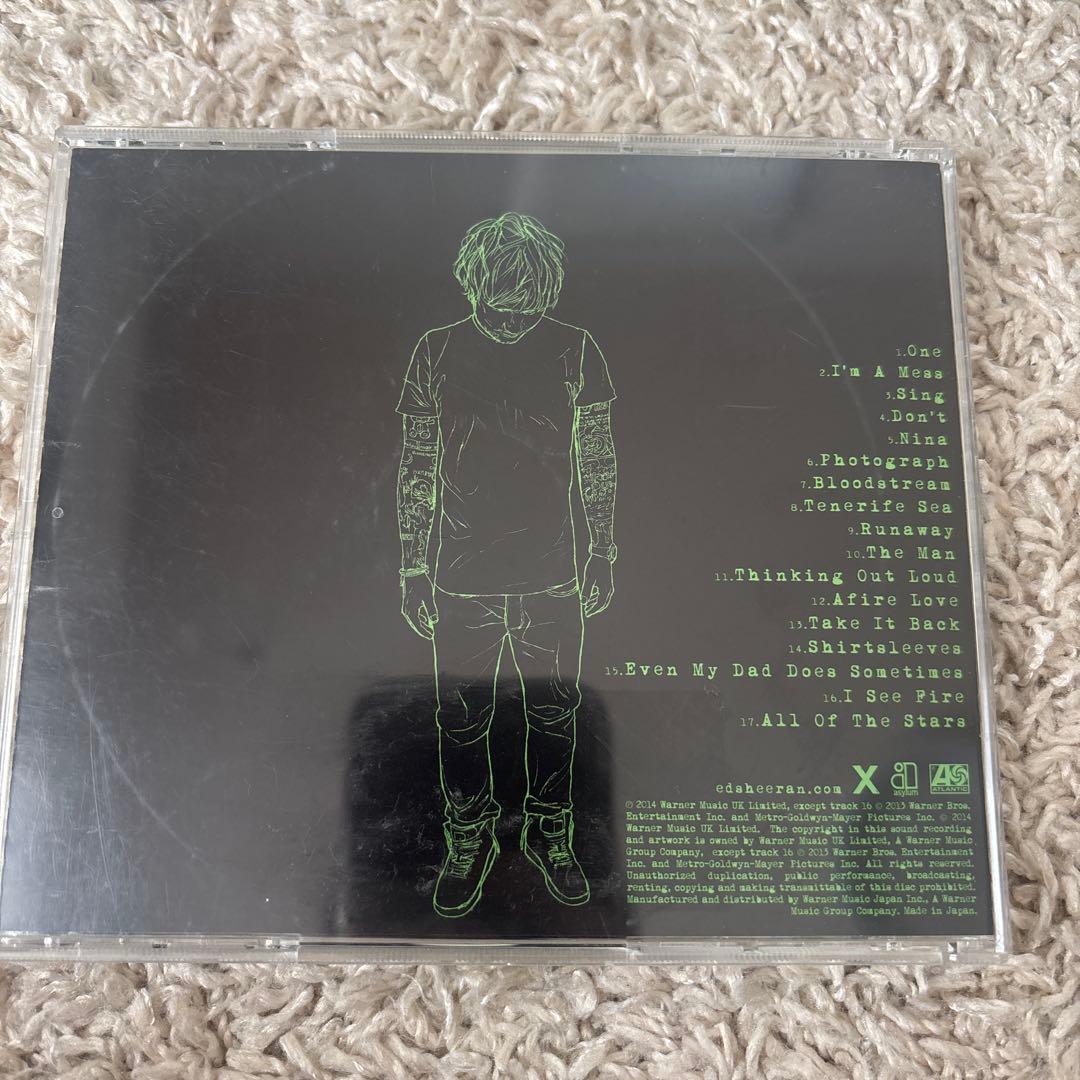 1.One
2.I'm A Mess
3.Sing
4.Don't
5.Nina
6.Photograph
7.Bloodstream
8.Tenerife Sea
9.Runaway
10.The Man
11.Thinking Out Loud
12.Afire Love
13.Take It Back
14.Shirtsleeves
15.Even My Dad Does Sometimes
16.I See Fire
17.All Of The Stars
edsheeran.com X asylum ATLANTIC
℗ 2014 Warner Music UK Limited, except track 16 ℗ 2013 Warner Bros.
Entertainment Inc. and Metro-Goldwyn-Mayer Pictures Inc. © 2014
Warner Music UK Limited. The copyright in this sound recording
and artwork is owned by Warner Music UK Limited, A Warner Music
Group Company, except track 16 ℗ 2013 Warner Bros. Entertainment
Inc. and Metro-Goldwyn-Mayer Pictures Inc. All rights reserved.
Unauthorized duplication, public performance, broadcasting,
renting, copying and making transmittable of this disc prohibited.
Manufactured and distributed by Warner Music Japan Inc., A Warner
Music Group Company. Made in Japan.